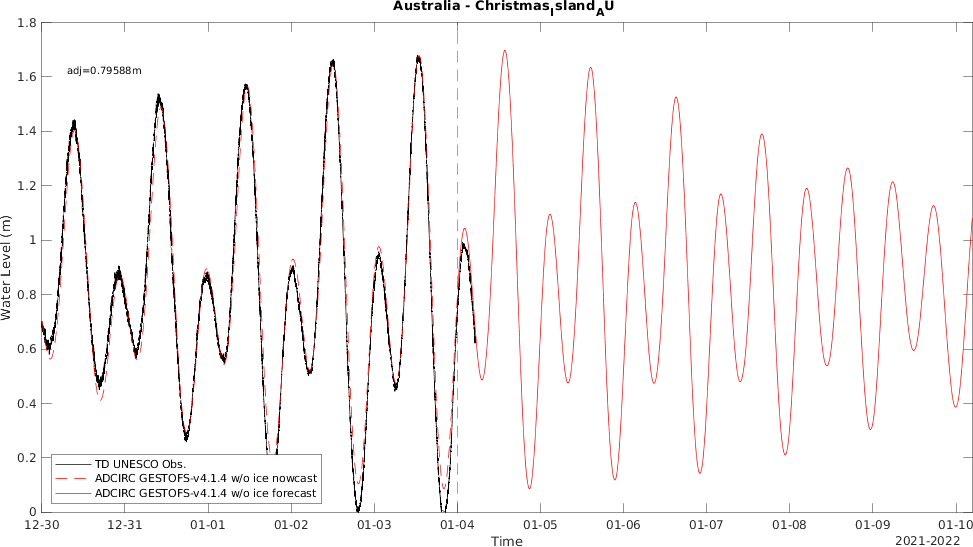 Australia - ChristmasIslandAU
adj=0.79588m
1.8
1.6
1.4
1.2
1
0.8
0.6
0.4
0.2
0
Water Level (m)
TD UNESCO Obs.
ADCIRC GESTOFS-v4.1.4 w/o ice nowcast
ADCIRC GESTOFS-v4.1.4 w/o ice forecast
12-30 12-31 01-01 01-02 01-03 01-04 01-05 01-06 01-07 01-08 01-09 01-10
Time
2021-2022